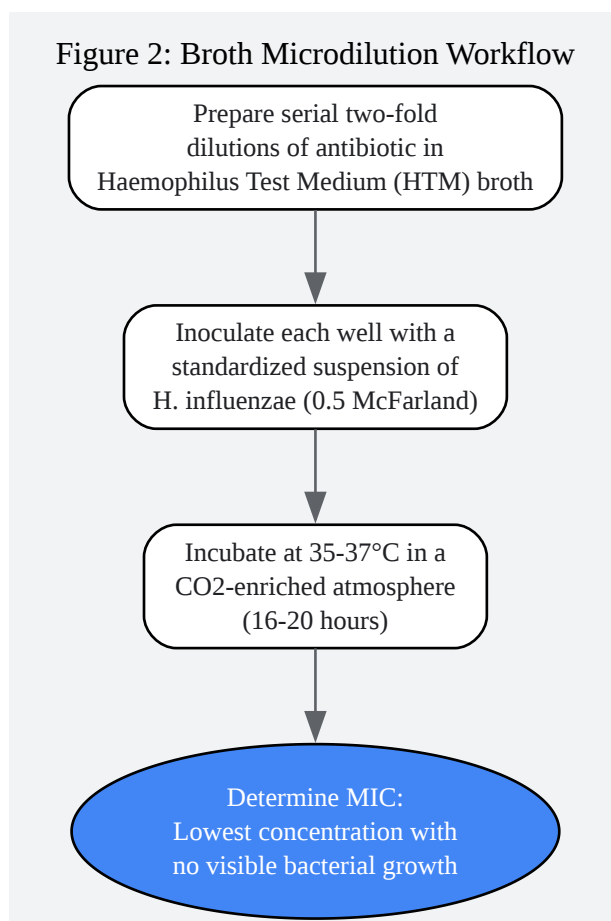 Figure 2: Broth Microdilution Workflow
Prepare serial two-fold
dilutions of antibiotic in
Haemophilus Test Medium (HTM) broth
Inoculate each well with a
standardized suspension of
H. influenzae (0.5 McFarland)
Incubate at 35-37°C in a
CO2-enriched atmosphere
(16-20 hours)
Determine MIC:
Lowest concentration with
no visible bacterial growth